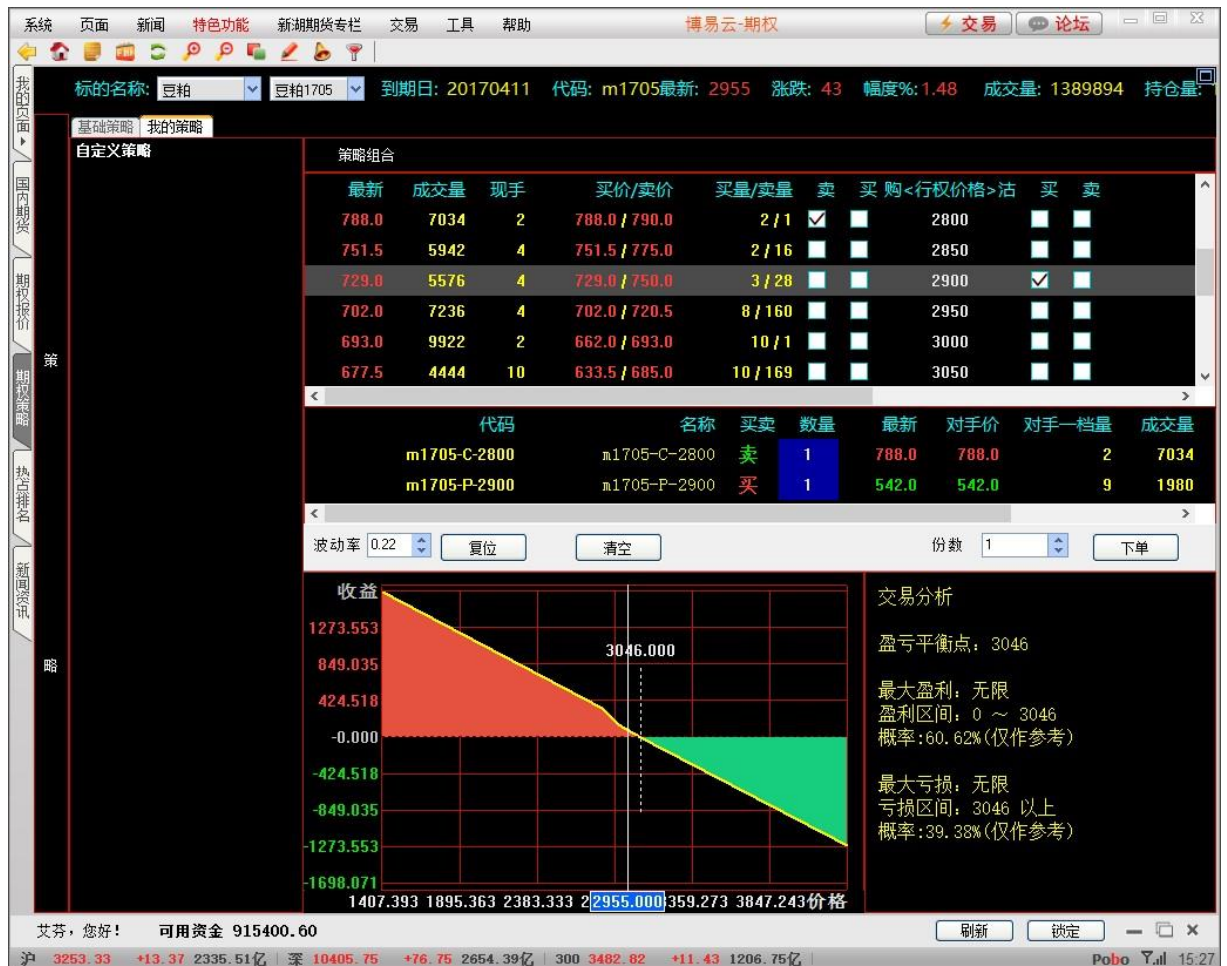 系统 页面 新闻 特色功能 新湖期货专栏 交易 工具 帮助 博易云-期权 交易 论坛
我的页面
标的名称: 豆粕 豆粕1705 到期日: 20170411 代码: m1705最新: 2955 涨跌: 43 幅度%:1.48 成交量: 1389894 持仓量:
基础策略 我的策略
自定义策略 策略组合
最新 成交量 现手 买价/卖价 买量/卖量 卖 买 购<行权价格>沽 买 卖
788.0 7034 2 788.0 / 790.0 2 / 1 2800
751.5 5942 4 751.5 / 775.0 2 / 16 2850
729.0 5576 4 729.0 / 750.0 3 / 28 2900
702.0 7236 4 702.0 / 720.5 8 / 160 2950
693.0 9922 2 662.0 / 693.0 10 / 1 3000
677.5 4444 10 633.5 / 685.0 10 / 169 3050
国内期货
期权报价
期权策略
热点排名
新闻资讯
策
略
代码 名称 买卖 数量 最新 对手价 对手一档量 成交量
m1705-C-2800 m1705-C-2800 卖 1 788.0 788.0 2 7034
m1705-P-2900 m1705-P-2900 买 1 542.0 542.0 9 1980
波动率 0.22 复位 清空 份数 1 下单
收益
1273.553
849.035
424.518
-0.000
-424.518
-849.035
-1273.553
-1698.071
3046.000
1407.393 1895.363 2383.333 2 2955.000 359.273 3847.243价格
交易分析
盈亏平衡点: 3046
最大盈利: 无限
盈利区间: 0 ~ 3046
概率:60.62%(仅作参考)
最大亏损: 无限
亏损区间: 3046 以上
概率:39.38%(仅作参考)
艾芬,您好! 可用资金 915400.60 刷新 锁定
沪 3253.33 +13.37 2335.51亿 深 10405.75 +76.75 2654.39亿 300 3482.82 +11.43 1206.75亿 Pobo 15:27